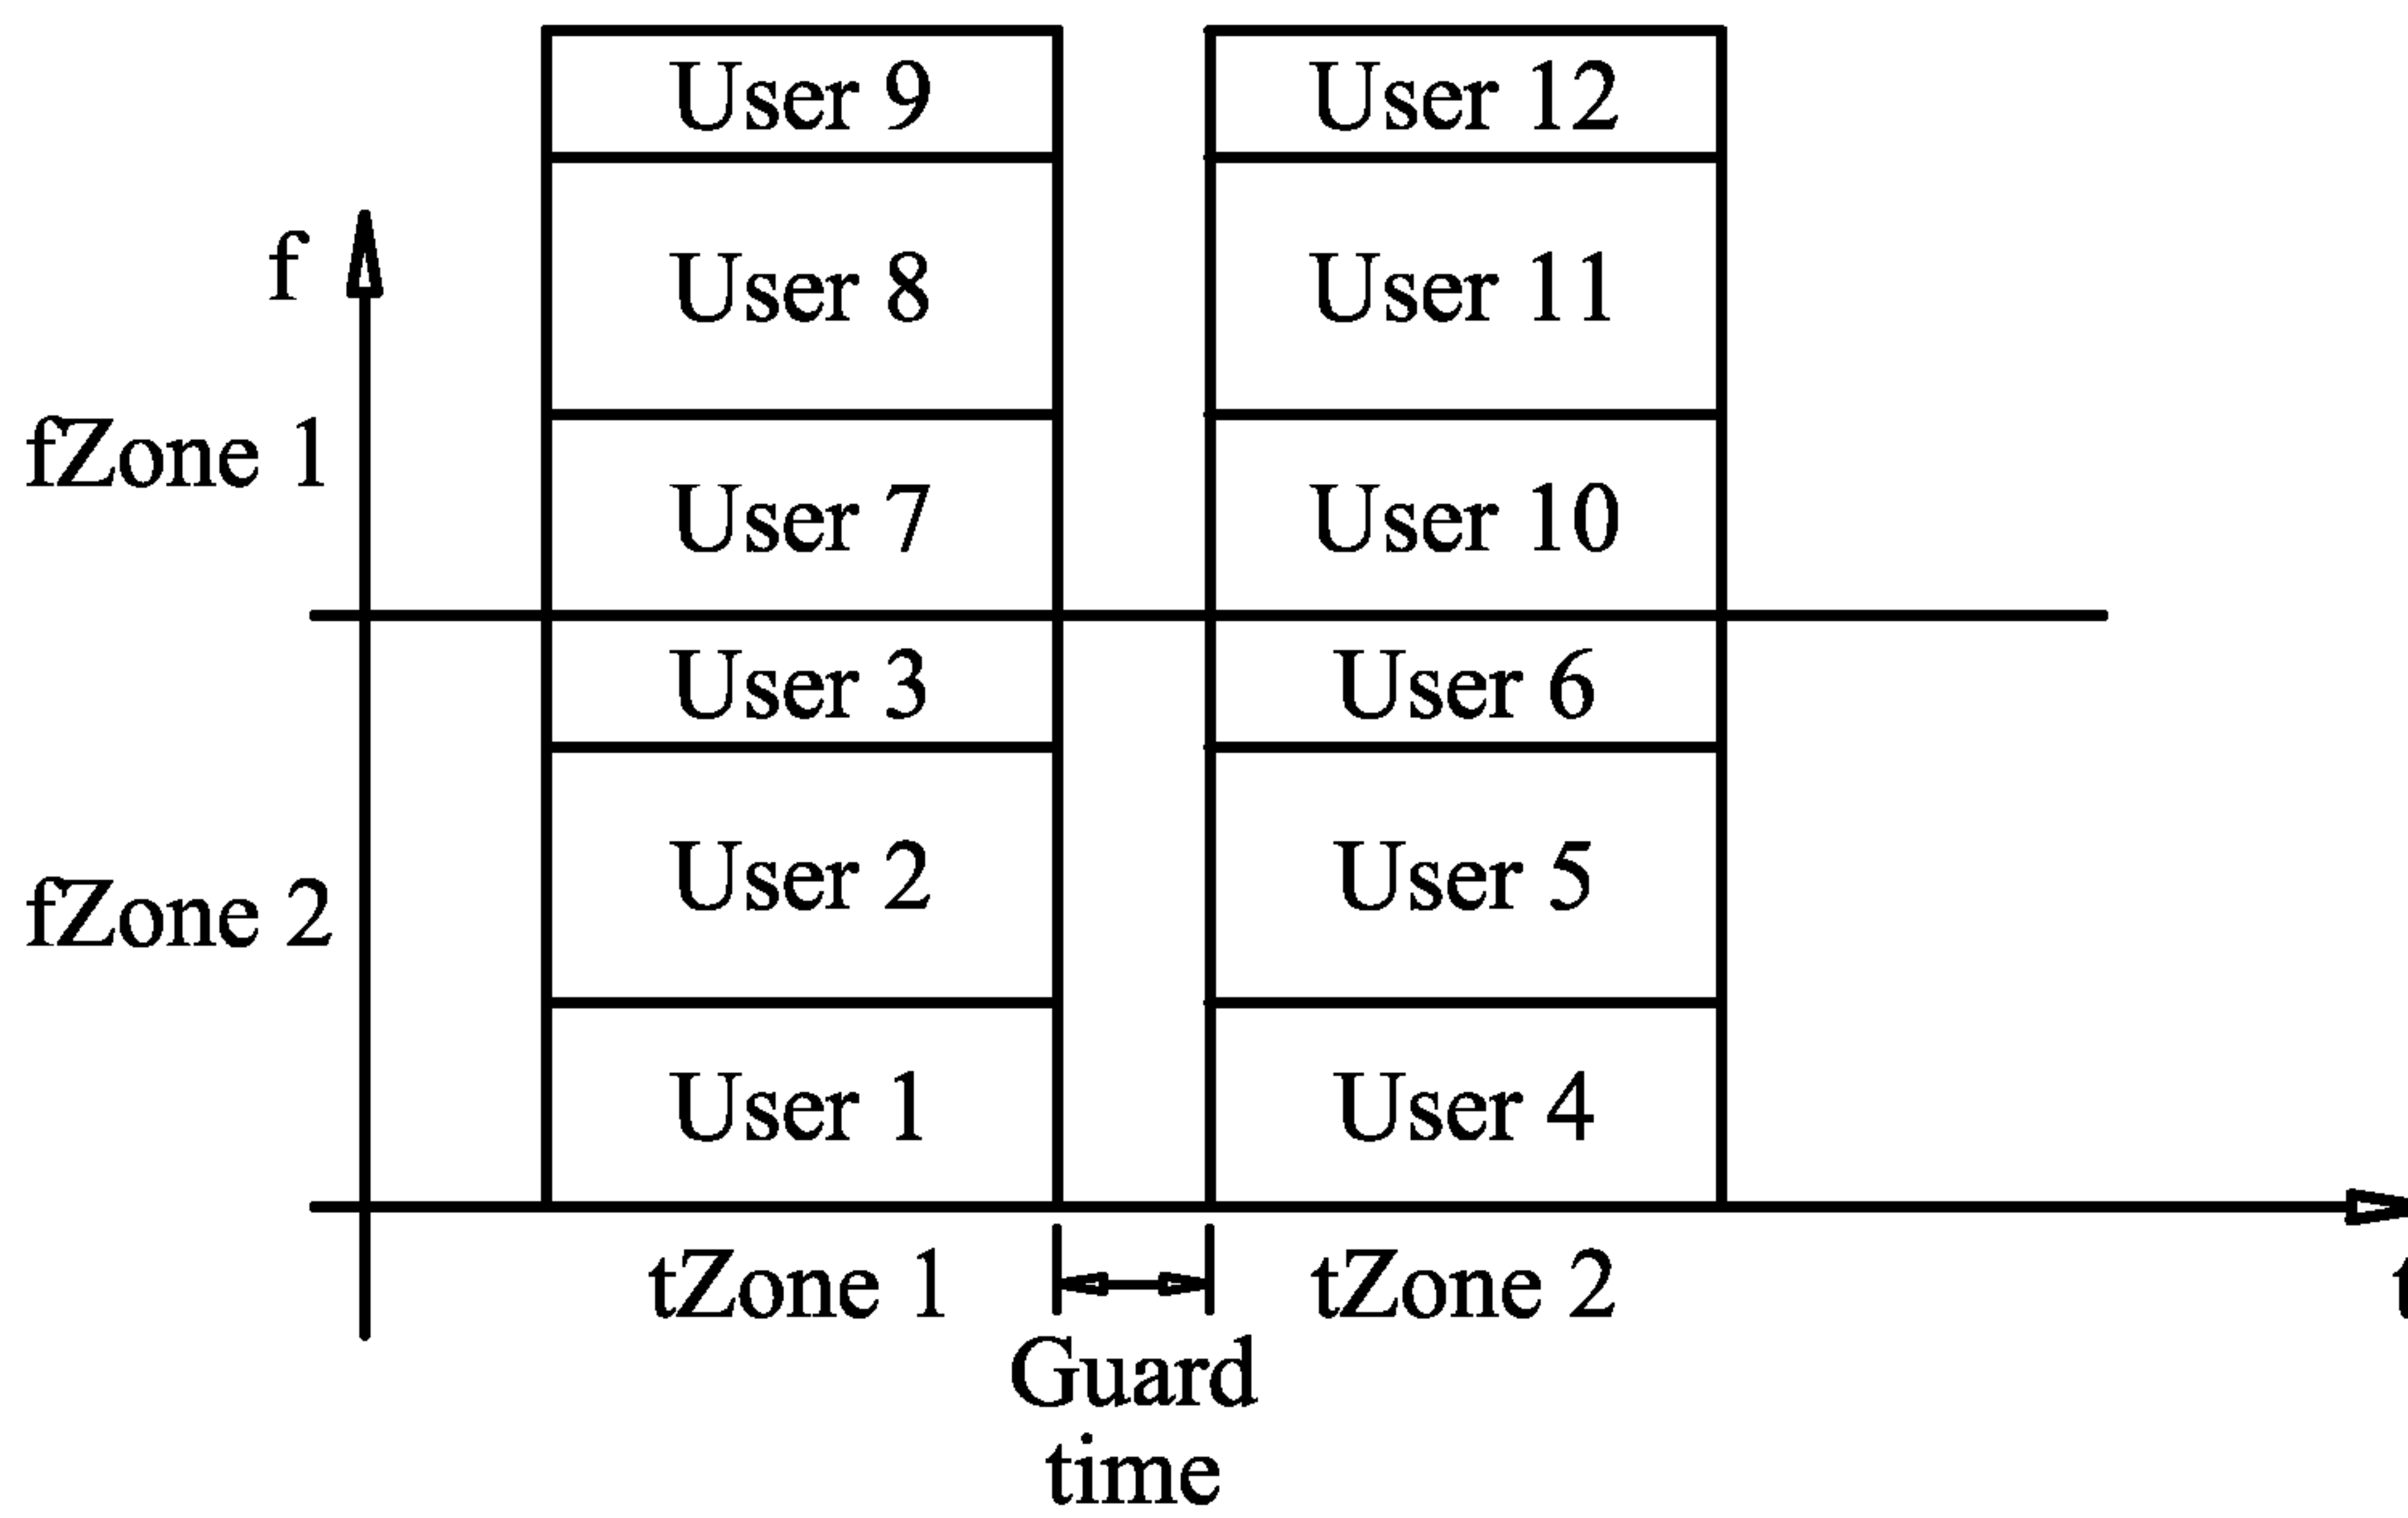 User 9
User 12
f
User 8
User 11
fZone 1
User 7
User 10
User 3
User 6
fZone 2
User 2
User 5
User 1
User 4
tZone 1
tZone 2
t
Guard
time